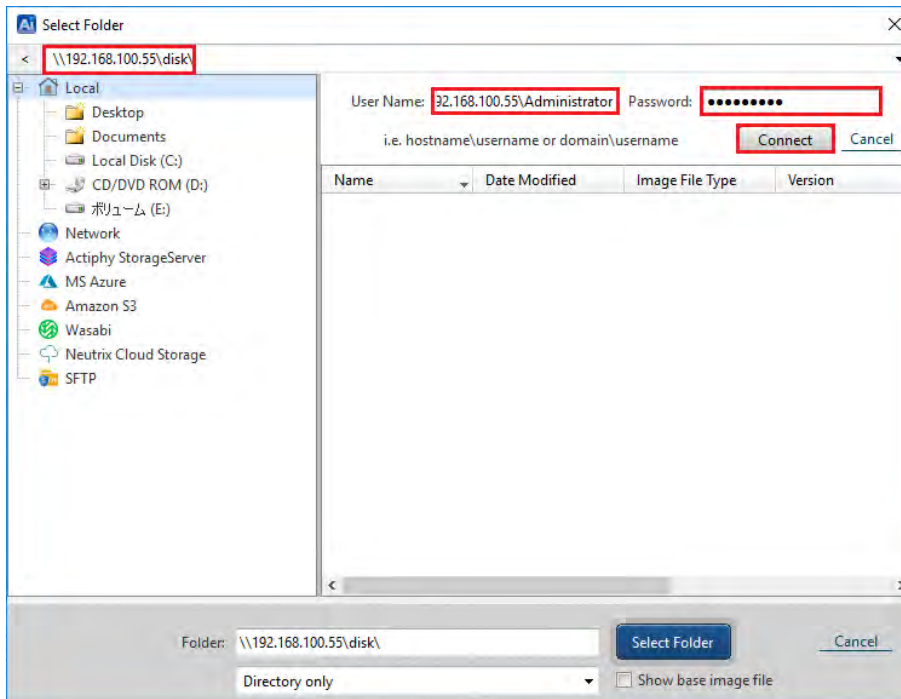 Select Folder
< \\192.168.100.55\disk\
Local
Desktop
Documents
Local Disk (C:)
CD/DVD ROM (D:)
ボリューム (E:)
Network
Actiphy StorageServer
MS Azure
Amazon S3
Wasabi
Neutrix Cloud Storage
SFTP
User Name: 92.168.100.55\Administrator Password: ●●●●●●●●●
i.e. hostname\username or domain\username Connect Cancel
Name Date Modified Image File Type Version
Folder: \\192.168.100.55\disk\ Select Folder Cancel
Directory only Show base image file